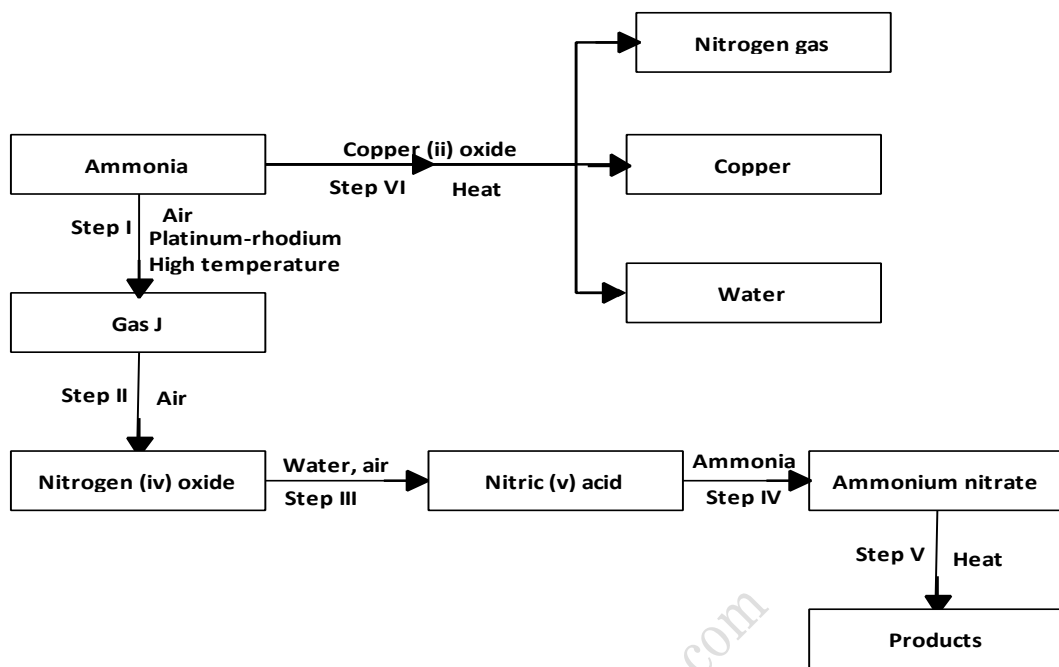 Nitrogen gas
Copper (ii) oxide
Ammonia
Copper
Step VI
Heat
Step I
Air
Platinum-rhodium
High temperature
Water
Gas J
Step II
Air
Nitrogen (iv) oxide
Water, air
Step III
Nitric (v) acid
Ammonia
Step IV
Ammonium nitrate
Step V
Heat
.com
Products